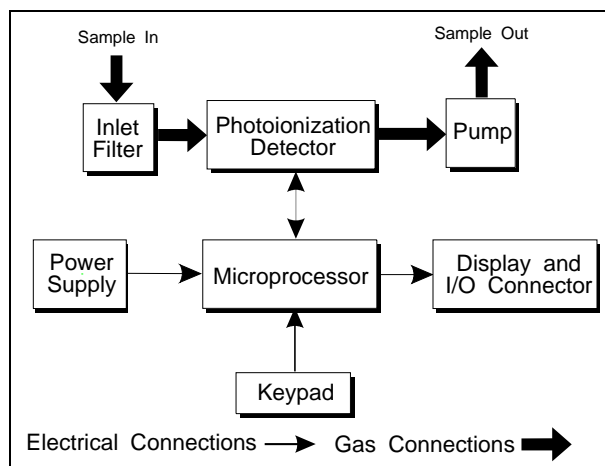 Sample In
Sample Out
Inlet
Filter
Photoionization
Detector
Pump
Power
Supply
Microprocessor
Display and
I/O Connector
Keypad
Electrical Connections
Gas Connections